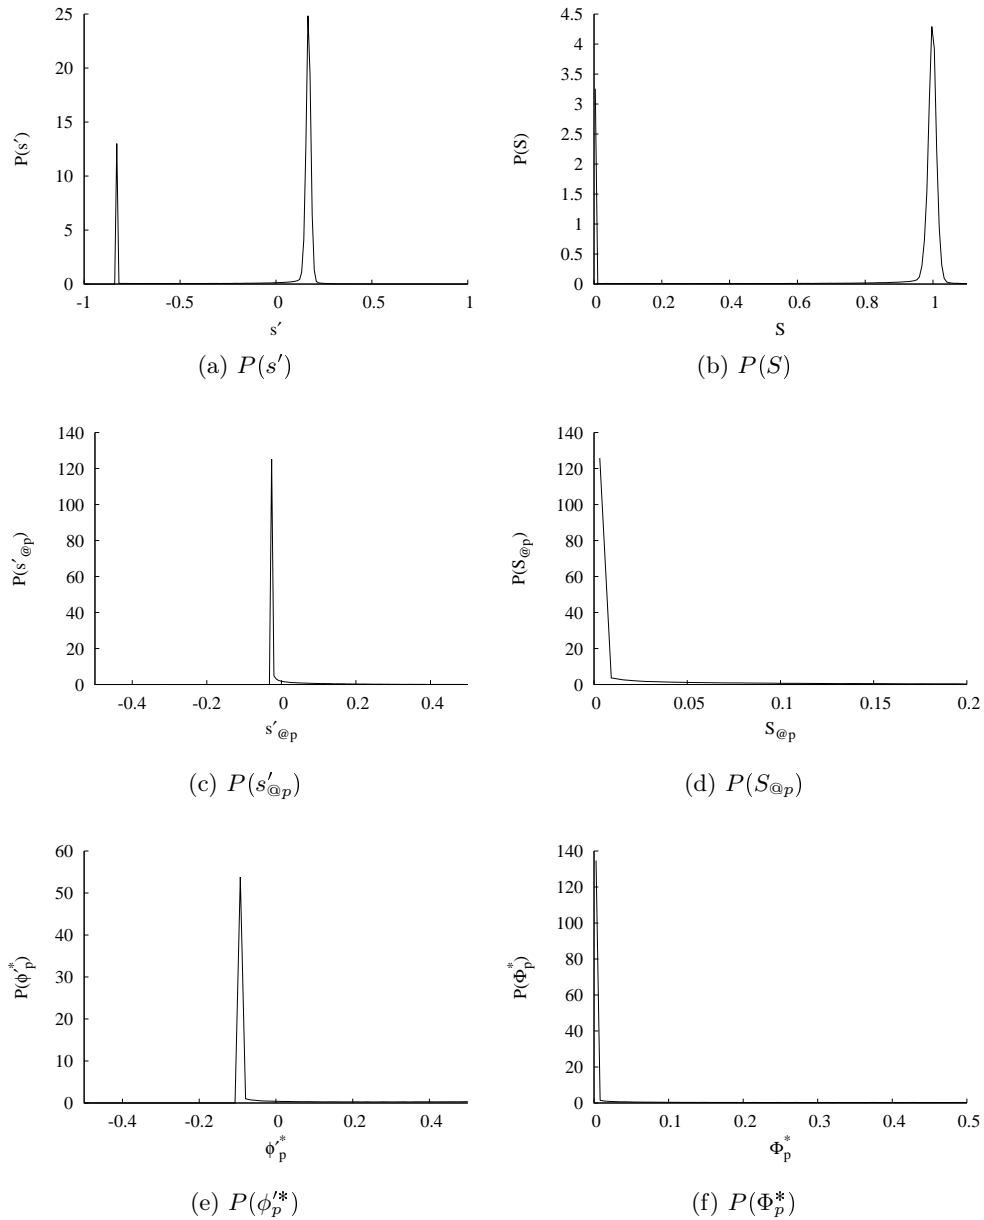 25
20
15
10
5
0
P(s′)
-1 -0.5 0 0.5 1
s′
(a) P(s′)
4.5
4
3.5
3
2.5
2
1.5
1
0.5
0
P(S)
0 0.2 0.4 0.6 0.8 1
S
(b) P(S)
140
120
100
80
60
40
20
0
P(s′@p)
-0.4 -0.2 0 0.2 0.4
s′@p
(c) P(s′@p)
140
120
100
80
60
40
20
0
P(S@p)
0 0.05 0.1 0.15 0.2
S@p
(d) P(S@p)
60
50
40
30
20
10
0
P(ϕ′p*)
-0.4 -0.2 0 0.2 0.4
ϕ′p*
(e) P(ϕ′p*)
140
120
100
80
60
40
20
0
P(Φp*)
0 0.1 0.2 0.3 0.4 0.5
Φp*
(f) P(Φp*)